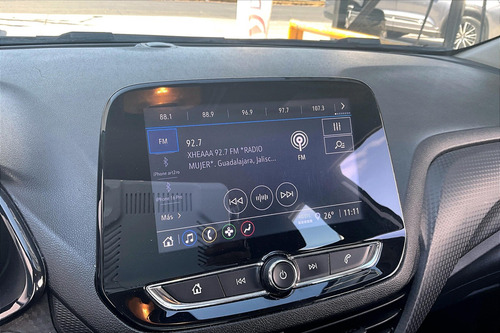 88.1 88.9 96.9 97.7 107.3
FM
92.7
XHEAAA 92.7 FM *RADIO
MUJER*. Guadalajara, Jalisc...
FM
Más
26° 11:11